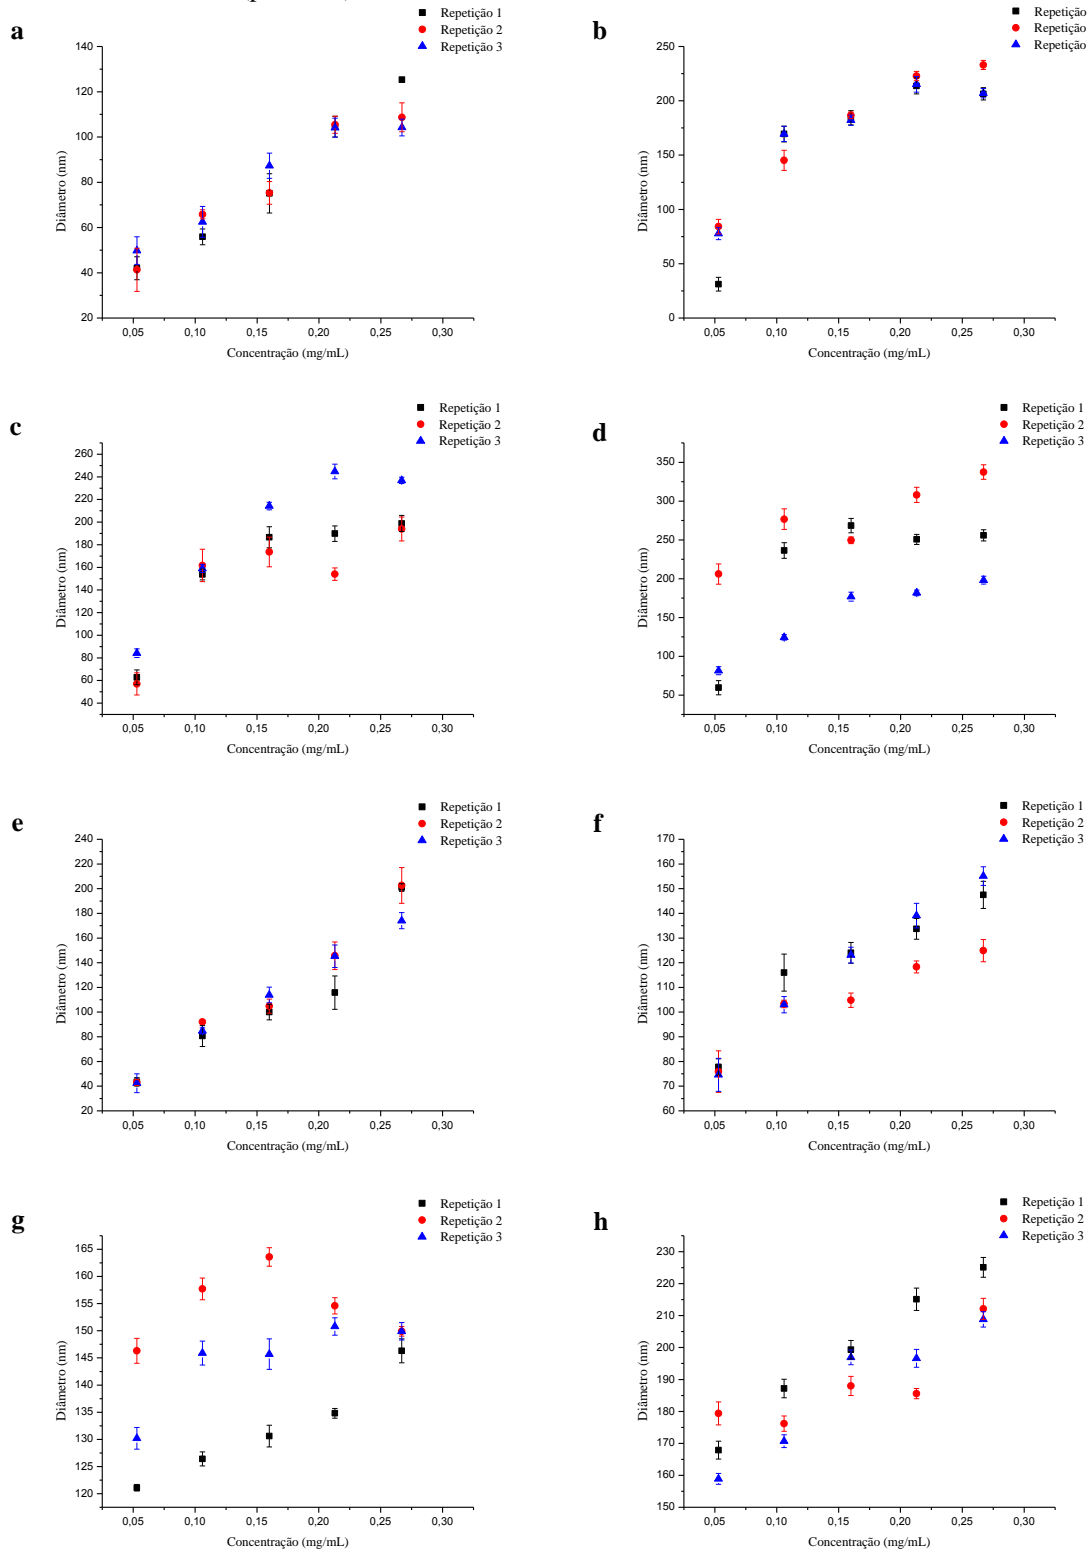 a
Repetição 1
Repetição 2
Repetição 3
140
120
100
80
60
40
20
Diâmetro (nm)
0,05 0,10 0,15 0,20 0,25 0,30
Concentração (mg/mL)
b
Repetição
Repetição
Repetição
250
200
150
100
50
0
Diâmetro (nm)
0,05 0,10 0,15 0,20 0,25 0,30
Concentração (mg/mL)
c
Repetição 1
Repetição 2
Repetição 3
260
240
220
200
180
160
140
120
100
80
60
40
Diâmetro (nm)
0,05 0,10 0,15 0,20 0,25 0,30
Concentração (mg/mL)
d
Repetição 1
Repetição 2
Repetição 3
350
300
250
200
150
100
50
Diâmetro (nm)
0,05 0,10 0,15 0,20 0,25 0,30
Concentração (mg/mL)
e
Repetição 1
Repetição 2
Repetição 3
240
220
200
180
160
140
120
100
80
60
40
20
Diâmetro (nm)
0,05 0,10 0,15 0,20 0,25 0,30
Concentração (mg/mL)
f
Repetição 1
Repetição 2
Repetição 3
170
160
150
140
130
120
110
100
90
80
70
60
Diâmetro (nm)
0,05 0,10 0,15 0,20 0,25 0,30
Concentração (mg/mL)
g
Repetição 1
Repetição 2
Repetição 3
165
160
155
150
145
140
135
130
125
120
Diâmetro (nm)
0,05 0,10 0,15 0,20 0,25 0,30
Concentração (mg/mL)
h
Repetição 1
Repetição 2
Repetição 3
230
220
210
200
190
180
170
160
150
Diâmetro (nm)
0,05 0,10 0,15 0,20 0,25 0,30
Concentração (mg/mL)